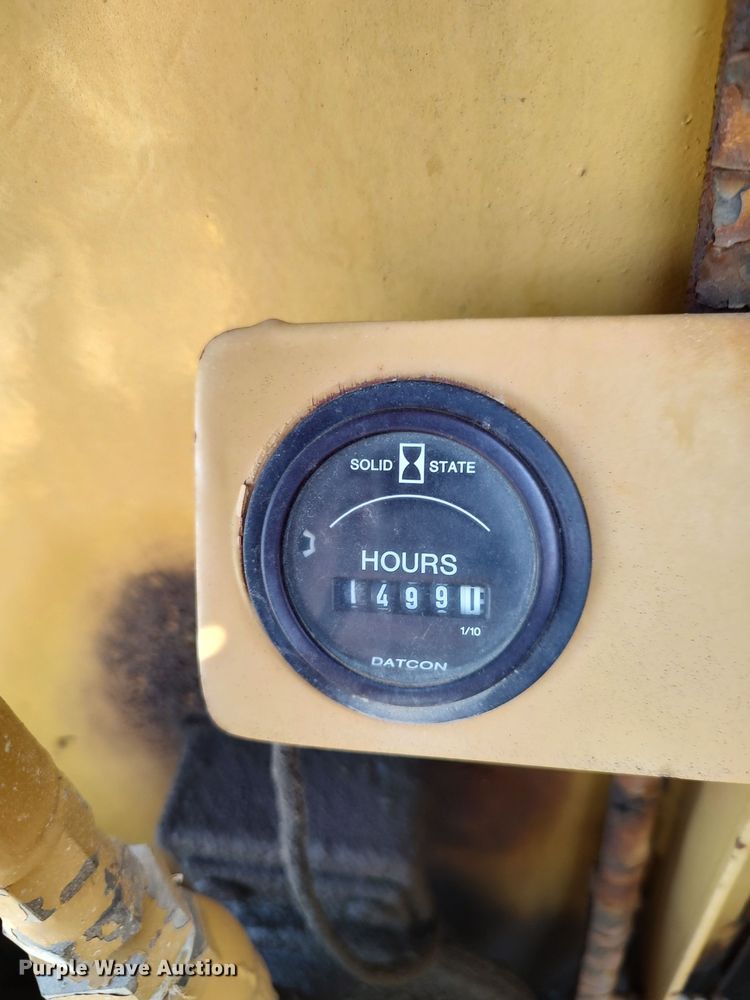 SOLID STATE
HOURS
1499
1/10
DATCON
Purple Wave Auction